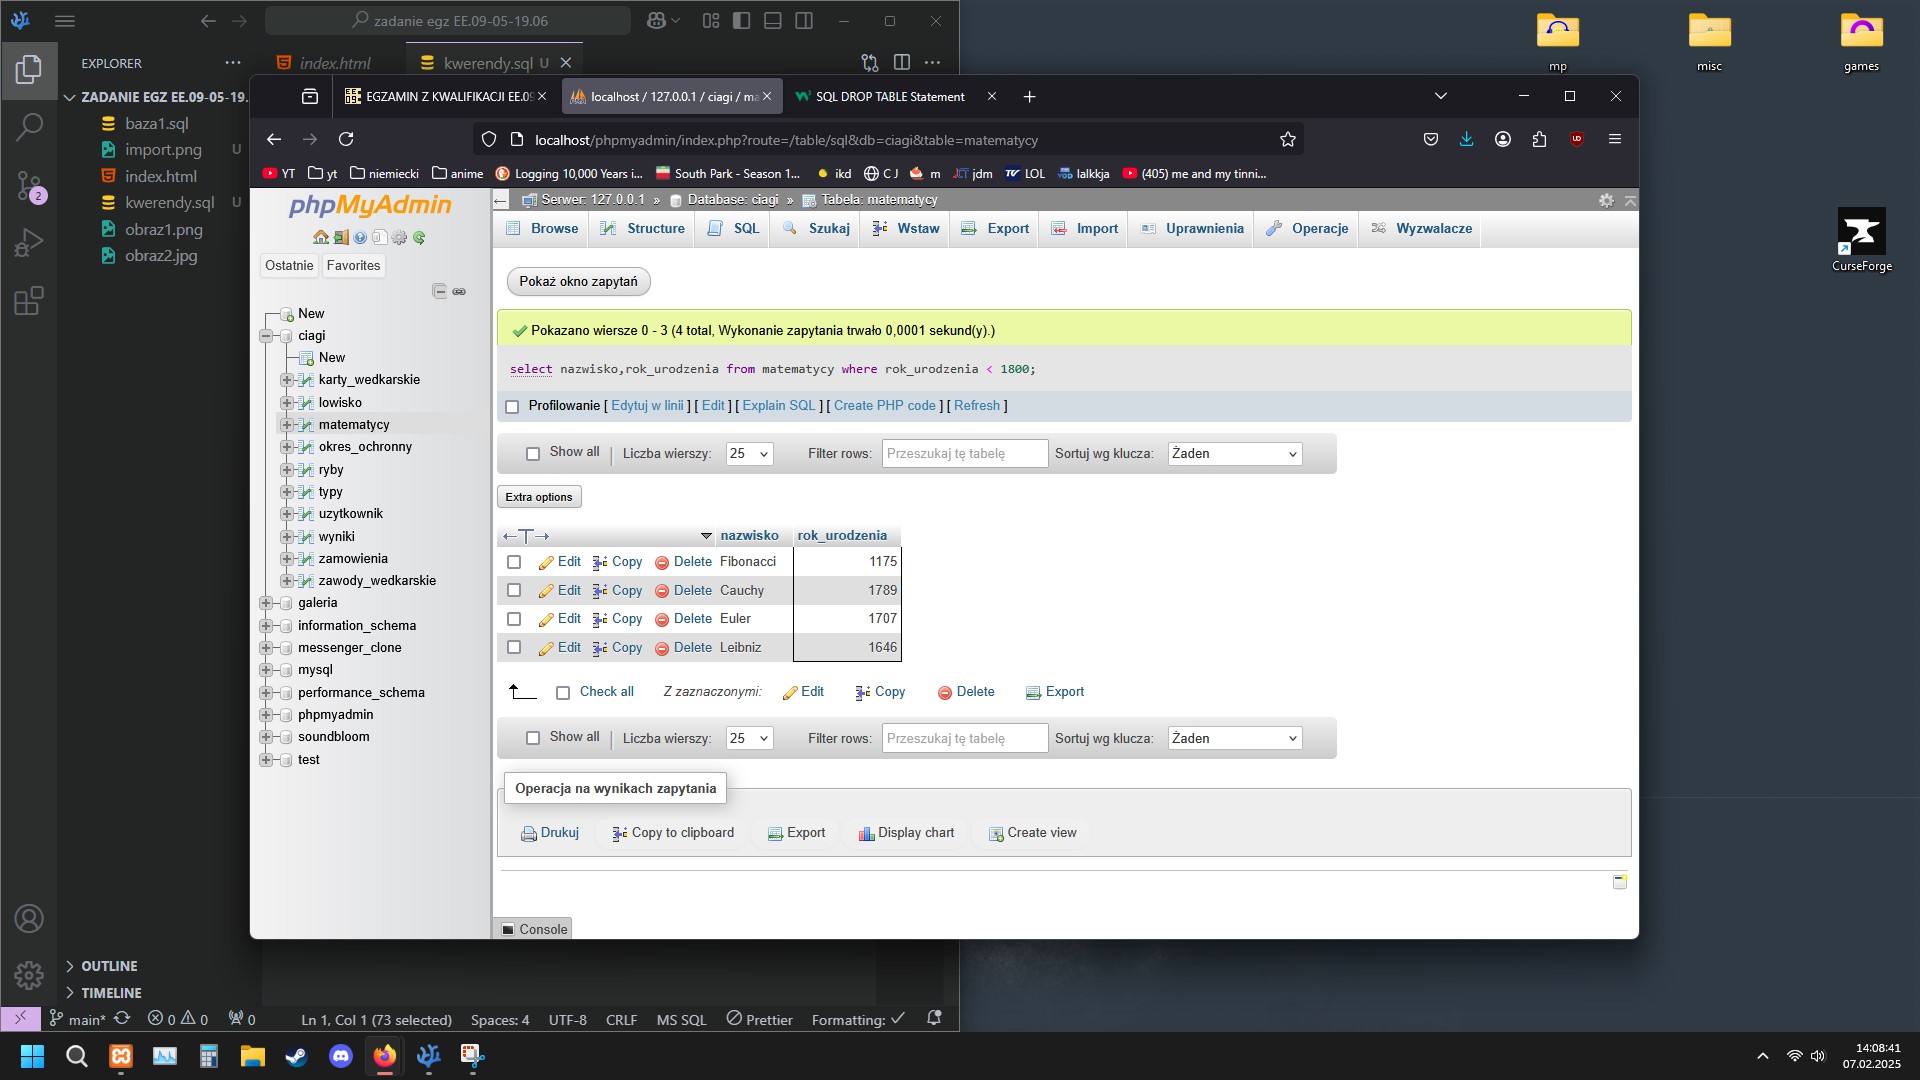 zadanie egz EE.09-05-19.06
mp
misc
games
CurseForge
EXPLORER
index.html
kwerendy.sql U
ZADANIE EGZ EE.09-05-19.
baza1.sql
import.png U
index.html
kwerendy.sql U
obraz1.png
obraz2.jpg
2
OUTLINE
TIMELINE
EGZAMIN Z KWALIFIKACJI EE.09
localhost / 127.0.0.1 / ciagi / ma
SQL DROP TABLE Statement
localhost/phpmyadmin/index.php?route=/table/sql&db=ciagi&table=matematycy
YT
yt
niemiecki
anime
Logging 10,000 Years i...
South Park - Season 1...
ikd
C J
m
jdm
LOL
lalkkja
(405) me and my tinni...
phpMyAdmin
Ostatnie Favorites
New
ciagi
New
karty_wedkarskie
lowisko
matematycy
okres_ochronny
ryby
typy
uzytkownik
wyniki
zamowienia
zawody_wedkarskie
galeria
information_schema
messenger_clone
mysql
performance_schema
phpmyadmin
soundbloom
test
Serwer: 127.0.0.1 » Database: ciagi » Tabela: matematycy
Browse Structure SQL Szukaj Wstaw Export Import Uprawnienia Operacje Wyzwalacze
Pokaż okno zapytań
Pokazano wiersze 0 - 3 (4 total, Wykonanie zapytania trwało 0,0001 sekund(y).)
select nazwisko,rok_urodzenia from matematycy where rok_urodzenia < 1800;
Profilowanie [ Edytuj w linii ] [ Edit ] [ Explain SQL ] [ Create PHP code ] [ Refresh ]
Show all Liczba wierszy: 25 Filter rows: Przeszukaj tę tabelę Sortuj wg klucza: Żaden
Extra options
nazwisko rok_urodzenia
Edit Copy Delete Fibonacci 1175
Edit Copy Delete Cauchy 1789
Edit Copy Delete Euler 1707
Edit Copy Delete Leibniz 1646
Check all Z zaznaczonymi: Edit Copy Delete Export
Show all Liczba wierszy: 25 Filter rows: Przeszukaj tę tabelę Sortuj wg klucza: Żaden
Operacja na wynikach zapytania
Drukuj Copy to clipboard Export Display chart Create view
Console
main* 0 0 0 Ln 1, Col 1 (73 selected) Spaces: 4 UTF-8 CRLF MS SQL Prettier Formatting:
14:08:41
07.02.2025